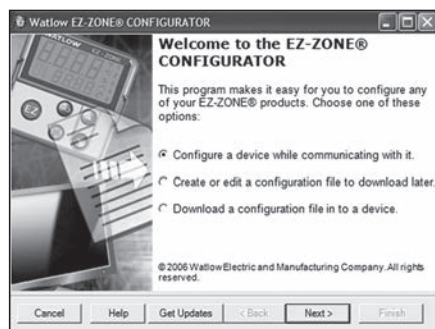 Watlow EZ-ZONE® CONFIGURATOR
WATLOW EZ-ZONE
Welcome to the EZ-ZONE®
CONFIGURATOR
This program makes it easy for you to configure any
of your EZ-ZONE® products. Choose one of these
options:
Configure a device while communicating with it.
Create or edit a configuration file to download later.
Download a configuration file in to a device.
©2006 Watlow Electric and Manufacturing Company. All rights
reserved.
Cancel Help Get Updates < Back Next > Finish